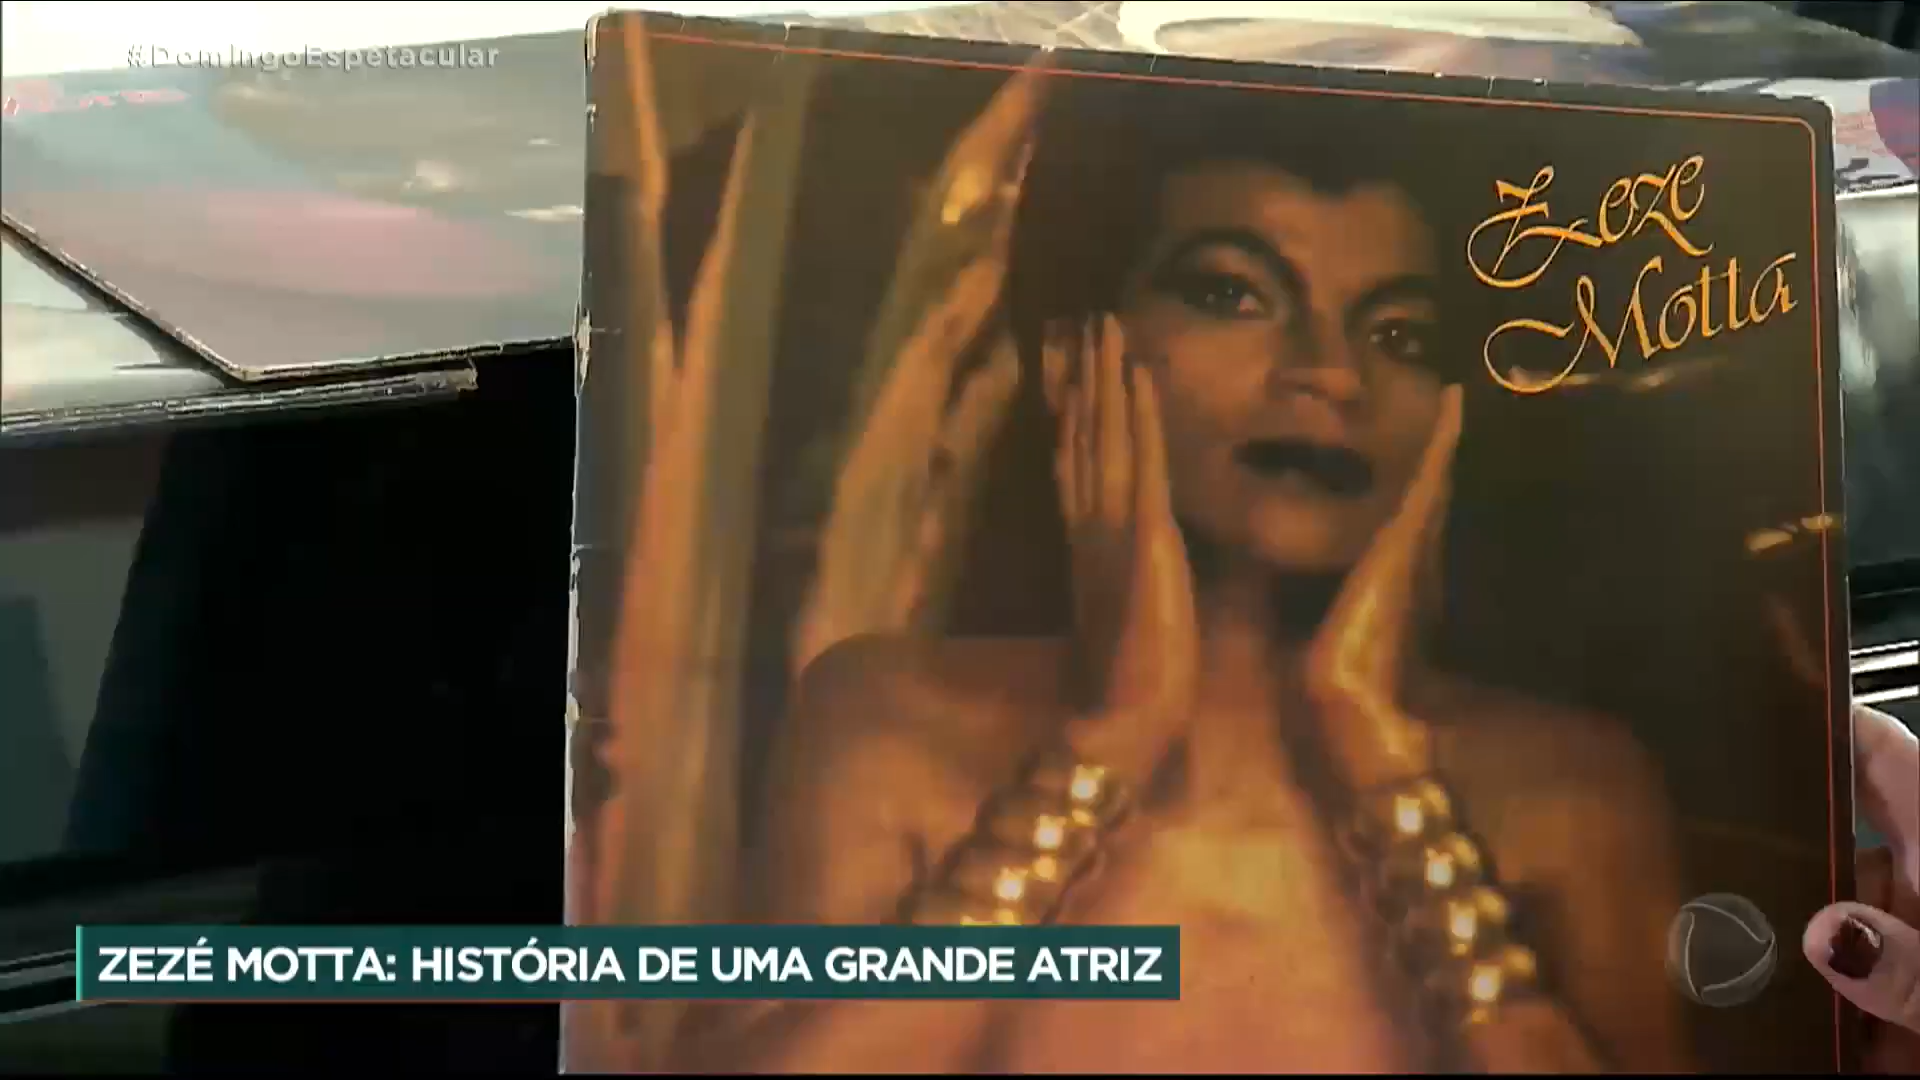 #DomingoEspetacular
Zeze
Motta
ZEZÉ MOTTA: HISTÓRIA DE UMA GRANDE ATRIZ